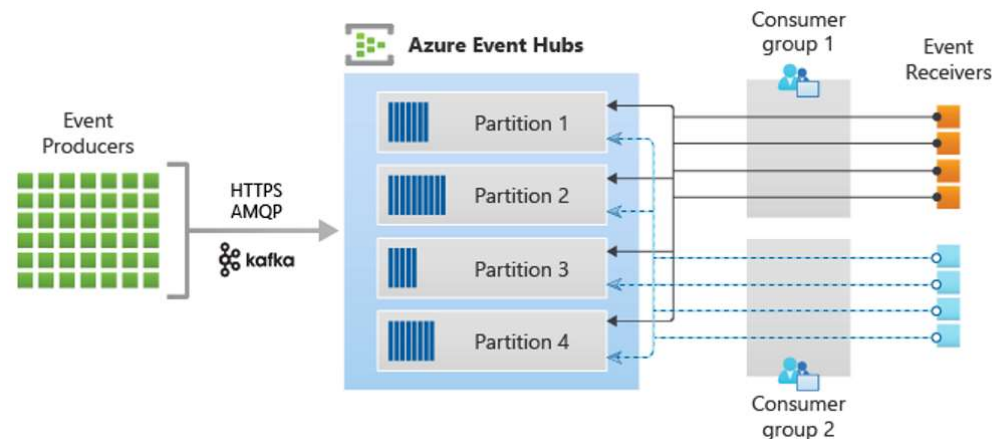 Event
Producers
HTTPS
AMQP
kafka
Azure Event Hubs
Partition 1
Partition 2
Partition 3
Partition 4
Consumer
group 1
Event
Receivers
Consumer
group 2